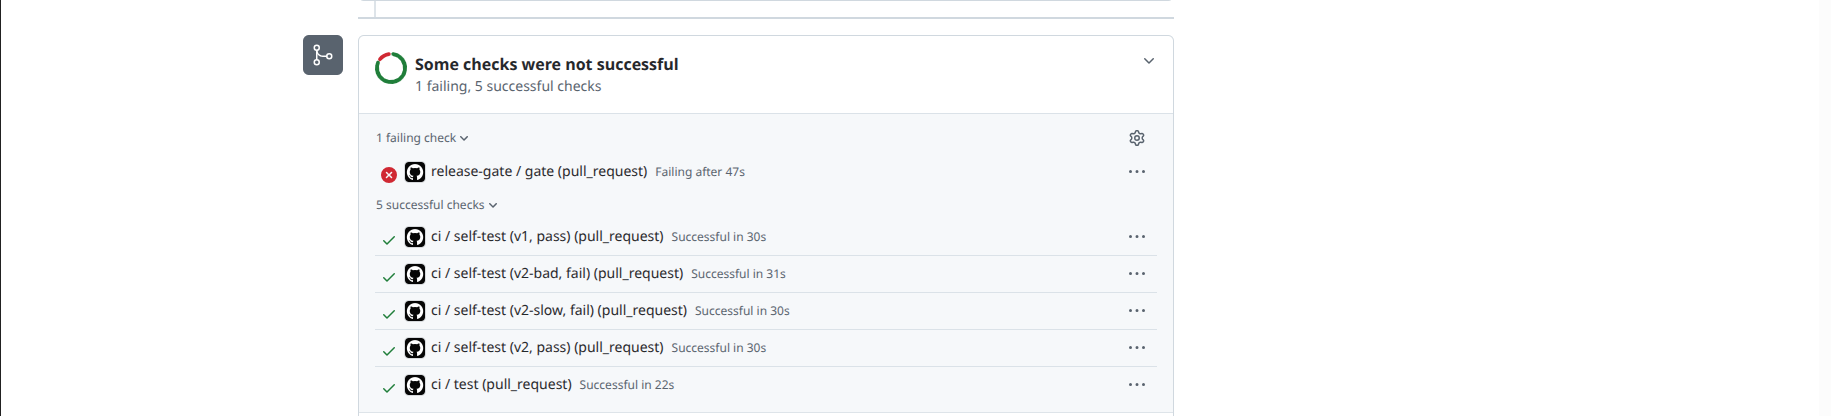 Some checks were not successful
1 failing, 5 successful checks
1 failing check
release-gate / gate (pull_request) Failing after 47s
5 successful checks
ci / self-test (v1, pass) (pull_request) Successful in 30s
ci / self-test (v2-bad, fail) (pull_request) Successful in 31s
ci / self-test (v2-slow, fail) (pull_request) Successful in 30s
ci / self-test (v2, pass) (pull_request) Successful in 30s
ci / test (pull_request) Successful in 22s